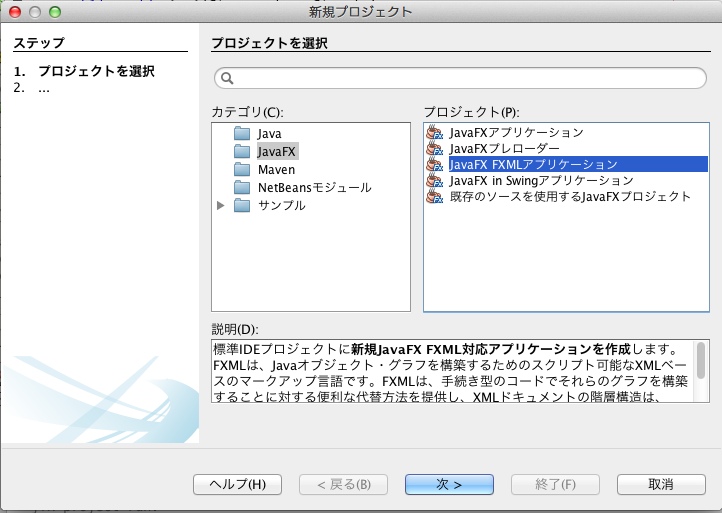 新規プロジェクト
ステップ
1. プロジェクトを選択
2. ...
プロジェクトを選択
カテゴリ(C):
Java
JavaFX
Maven
NetBeansモジュール
サンプル
プロジェクト(P):
JavaFXアプリケーション
JavaFXプレローダー
JavaFX FXMLアプリケーション
JavaFX in Swingアプリケーション
既存のソースを使用するJavaFXプロジェクト
説明(D):
標準IDEプロジェクトに新規JavaFX FXML対応アプリケーションを作成します。
FXMLは、Javaオブジェクト・グラフを構築するためのスクリプト可能なXMLベー
スのマークアップ言語です。FXMLは、手続き型のコードでそれらのグラフを構築
することに対する便利な代替方法を提供し、XMLドキュメントの階層構造は、
ヘルプ(H)
< 戻る(B)
次 >
終了(F)
取消